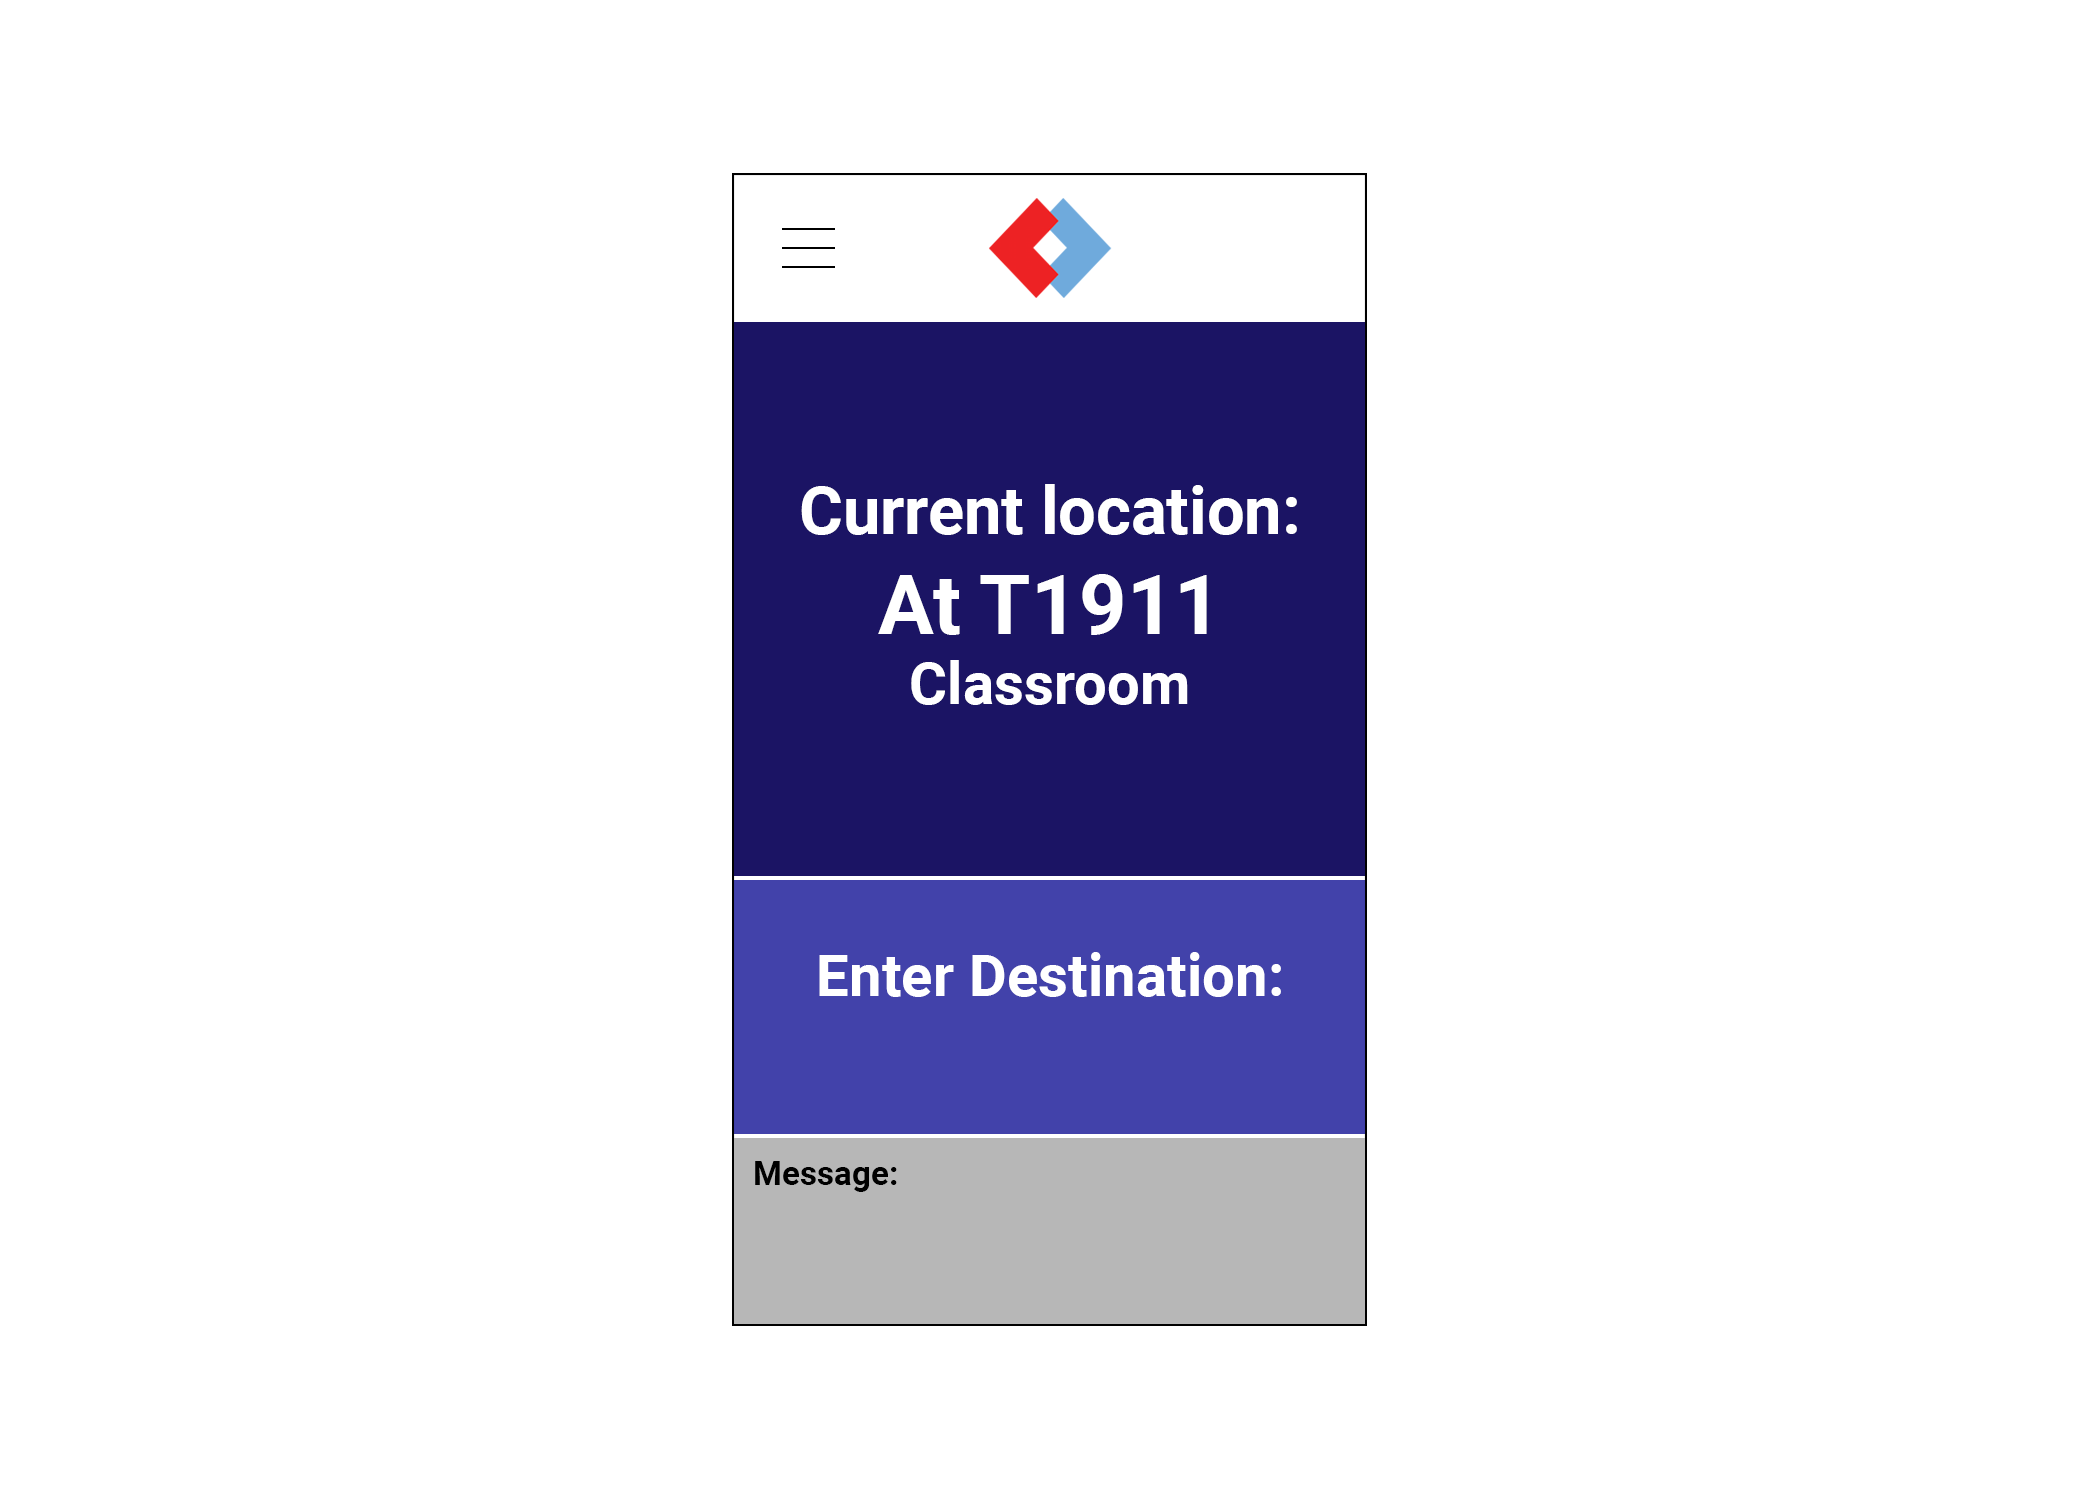 Current location:
At T1911
Classroom
Enter Destination:
Message: